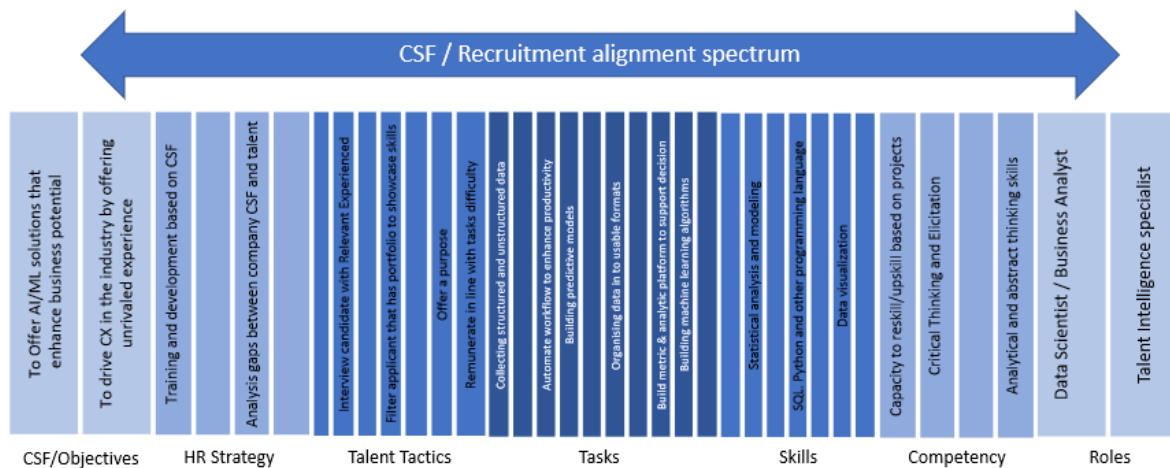 CSF / Recruitment alignment spectrum
To Offer AI/ML solutions that
enhance business potential
To drive CX in the industry by offering
unrivaled experience
Training and development based on CSF
Analysis gaps between company CSF and talent
Interview candidate with Relevant Experienced
Filter applicant that has portfolio to showcase skills
Offer a purpose
Remunerate in line with tasks difficulty
Collecting structured and unstructured data
Automate workflow to enhance productivity
Building predictive models
Organising data in to usable formats
Build metric & analytic platform to support decision
Building machine learning algorithms
Statistical analysis and modeling
SQL. Python and other programming language
Data visualization
Capacity to reskill/upskill based on projects
Critical Thinking and Elicitation
Analytical and abstract thinking skills
Data Scientist / Business Analyst
Talent Intelligence specialist
CSF/Objectives
HR Strategy
Talent Tactics
Tasks
Skills
Competency
Roles